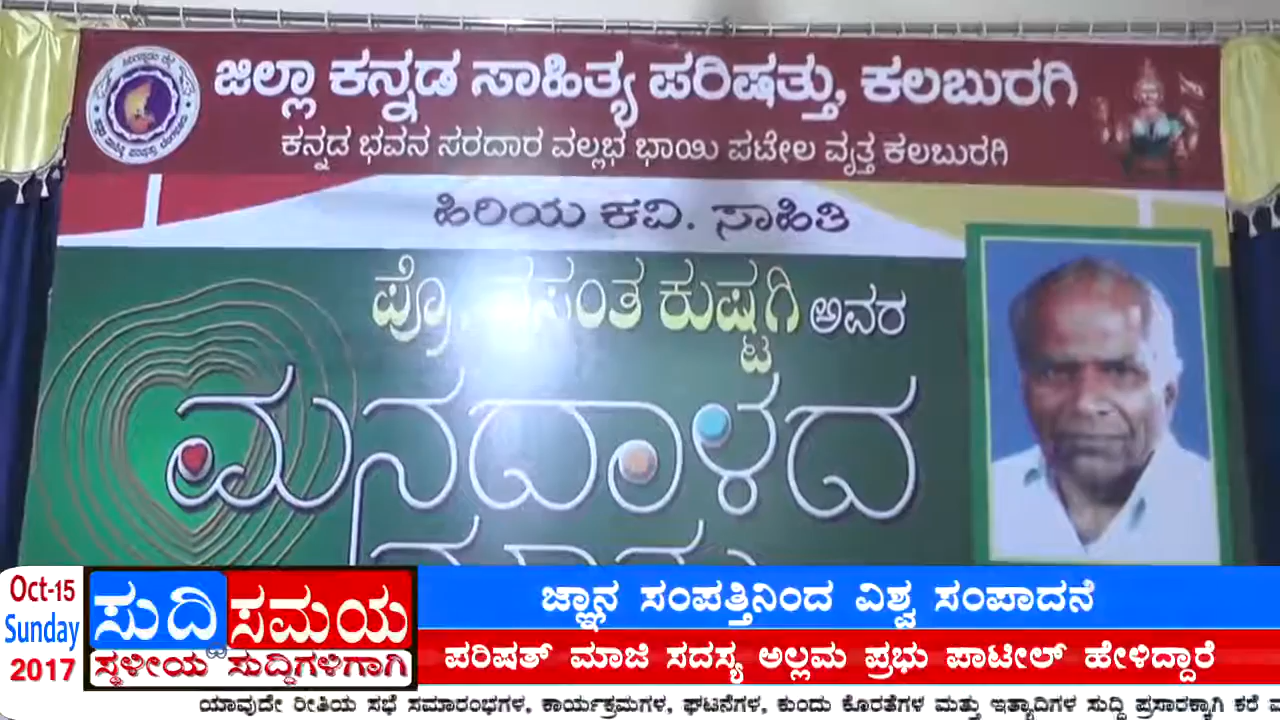 ಜಿಲ್ಲಾ ಕನ್ನಡ ಸಾಹಿತ್ಯ ಪರಿಷತ್ತು, ಕಲಬುರಗಿ
ಕನ್ನಡ ಭವನ ಸರದಾರ ವಲ್ಲಭ ಭಾಯಿ ಪಟೇಲ ವೃತ್ತ ಕಲಬುರಗಿ
ಹಿರಿಯ ಕವಿ. ಸಾಹಿತಿ
ಪ್ರೊ. ವಸಂತ ಕುಷ್ಟಗಿ ಅವರ
ಮನದಾಳದ
Oct-15
Sunday
2017
ಸುದ್ದಿ ಸಮಯ
ಸ್ಥಳೀಯ ಸುದ್ದಿಗಳಿಗಾಗಿ
ಜ್ಞಾನ ಸಂಪತ್ತಿನಿಂದ ವಿಶ್ವ ಸಂಪಾದನೆ
ಪರಿಷತ್ ಮಾಜಿ ಸದಸ್ಯ ಅಲ್ಲಮ ಪ್ರಭು ಪಾಟೀಲ್ ಹೇಳಿದ್ದಾರೆ
ಯಾವುದೇ ರೀತಿಯ ಸಭೆ ಸಮಾರಂಭಗಳ, ಕಾರ್ಯಕ್ರಮಗಳ, ಘಟನೆಗಳ, ಕುಂದು ಕೊರತೆಗಳ ಮತ್ತು ಇತ್ಯಾದಿಗಳ ಸುದ್ದಿ ಪ್ರಸಾರಕ್ಕಾಗಿ ಕರೆ